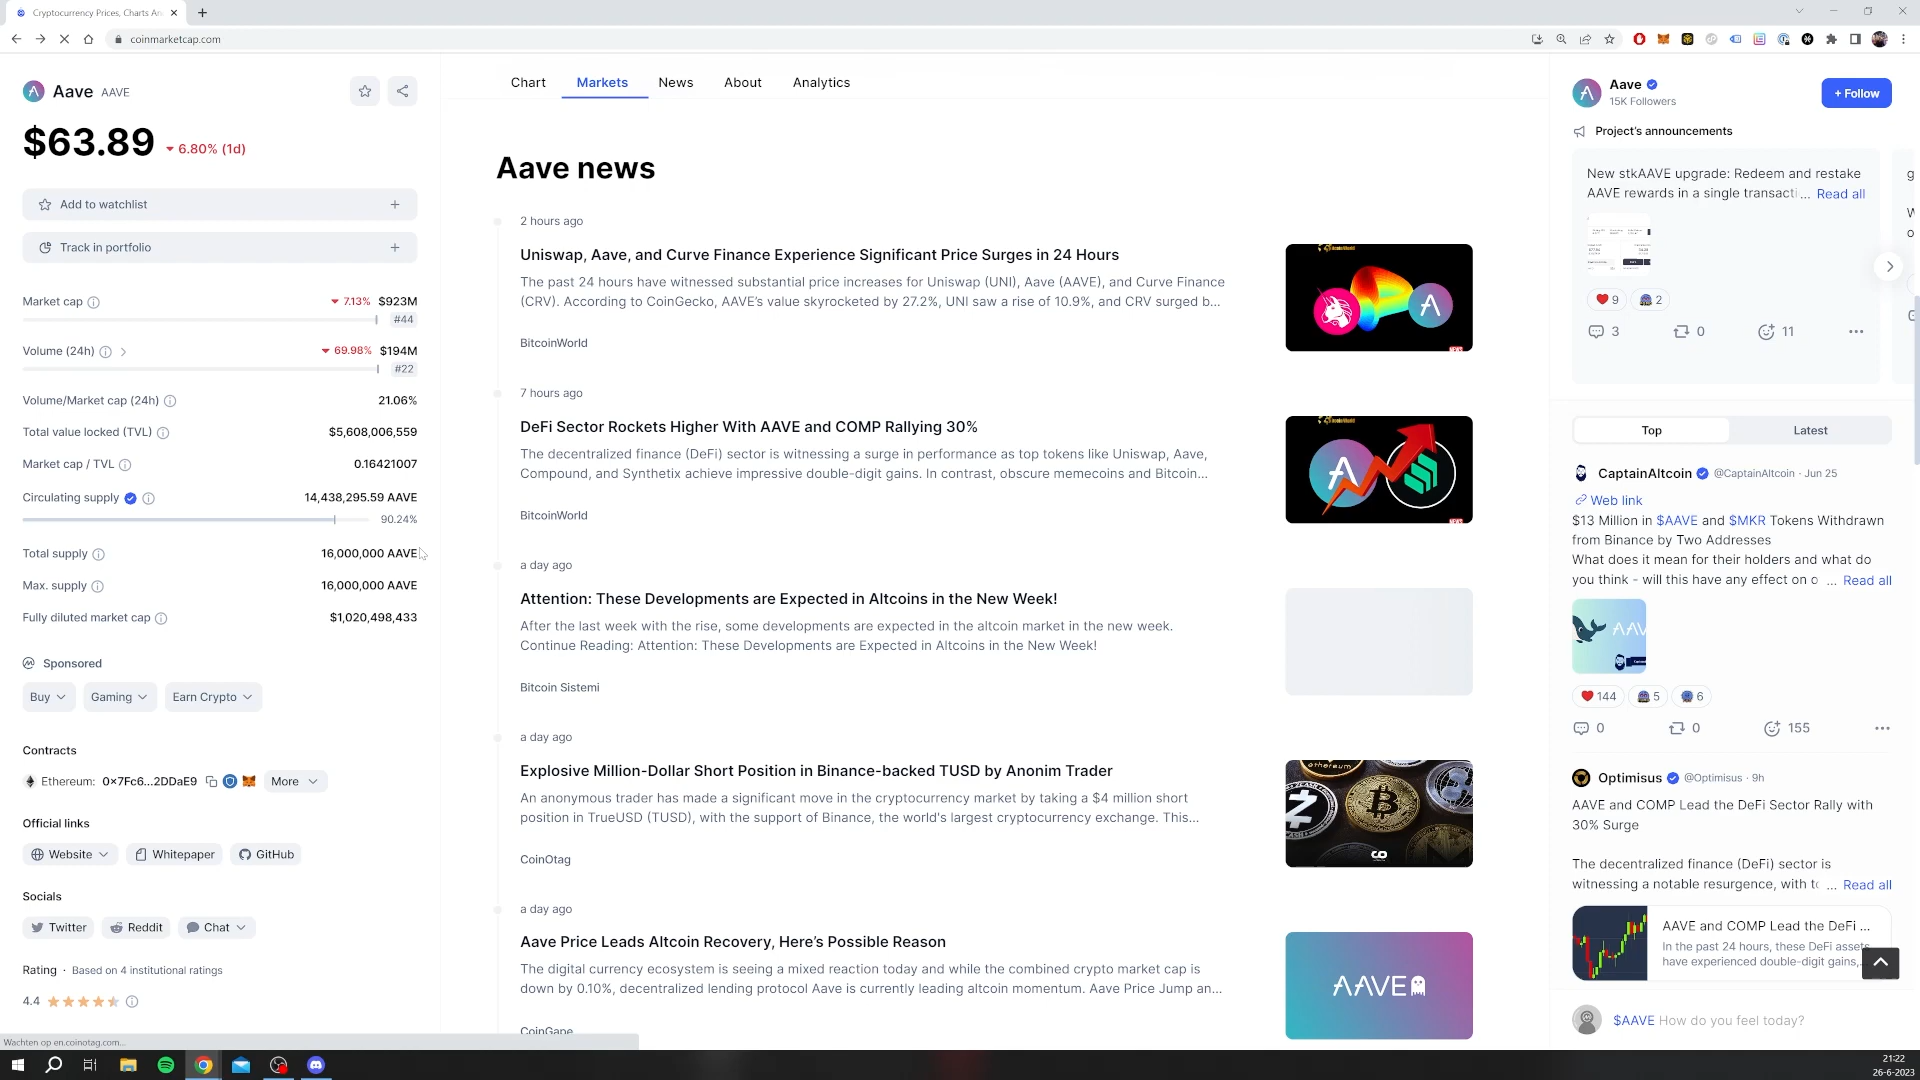 Cryptocurrency Prices, Charts An
coinmarketcap.com
Aave AAVE
$63.89 6.80% (1d)
Add to watchlist
Track in portfolio
Market cap 7.13% $923M
#44
Volume (24h) 69.98% $194M
#22
Volume/Market cap (24h) 21.06%
Total value locked (TVL) $5,608,006,559
Market cap / TVL 0.16421007
Circulating supply 14,438,295.59 AAVE
90.24%
Total supply 16,000,000 AAVE
Max. supply 16,000,000 AAVE
Fully diluted market cap $1,020,498,433
Sponsored
Buy Gaming Earn Crypto
Contracts
Ethereum: 0x7Fc6...2DDaE9 More
Official links
Website Whitepaper GitHub
Socials
Twitter Reddit Chat
Rating · Based on 4 institutional ratings
4.4
Wachten op en.coinotag.com...
Chart Markets News About Analytics
Aave news
2 hours ago
Uniswap, Aave, and Curve Finance Experience Significant Price Surges in 24 Hours
The past 24 hours have witnessed substantial price increases for Uniswap (UNI), Aave (AAVE), and Curve Finance
(CRV). According to CoinGecko, AAVE's value skyrocketed by 27.2%, UNI saw a rise of 10.9%, and CRV surged b...
BitcoinWorld
7 hours ago
DeFi Sector Rockets Higher With AAVE and COMP Rallying 30%
The decentralized finance (DeFi) sector is witnessing a surge in performance as top tokens like Uniswap, Aave,
Compound, and Synthetix achieve impressive double-digit gains. In contrast, obscure memecoins and Bitcoin...
BitcoinWorld
a day ago
Attention: These Developments are Expected in Altcoins in the New Week!
After the last week with the rise, some developments are expected in the altcoin market in the new week.
Continue Reading: Attention: These Developments are Expected in Altcoins in the New Week!
Bitcoin Sistemi
a day ago
Explosive Million-Dollar Short Position in Binance-backed TUSD by Anonim Trader
An anonymous trader has made a significant move in the cryptocurrency market by taking a $4 million short
position in TrueUSD (TUSD), with the support of Binance, the world's largest cryptocurrency exchange. This...
CoinOtag
a day ago
Aave Price Leads Altcoin Recovery, Here's Possible Reason
The digital currency ecosystem is seeing a mixed reaction today and while the combined crypto market cap is
down by 0.10%, decentralized lending protocol Aave is currently leading altcoin momentum. Aave Price Jump an...
CoinGape
AAVE
Aave
15K Followers
+ Follow
Project's announcements
New stkAAVE upgrade: Redeem and restake
AAVE rewards in a single transacti... Read all
9 2
3 0 11
Top Latest
CaptainAltcoin @CaptainAltcoin · Jun 25
Web link
$13 Million in $AAVE and $MKR Tokens Withdrawn
from Binance by Two Addresses
What does it mean for their holders and what do
you think - will this have any effect on o ... Read all
144 5 6
0 0 155
Optimisus @Optimisus · 9h
AAVE and COMP Lead the DeFi Sector Rally with
30% Surge
The decentralized finance (DeFi) sector is
witnessing a notable resurgence, with to ... Read all
AAVE and COMP Lead the DeFi ...
In the past 24 hours, these DeFi assets
have experienced double-digit gains,...
$AAVE How do you feel today?
21:22
26-6-2023